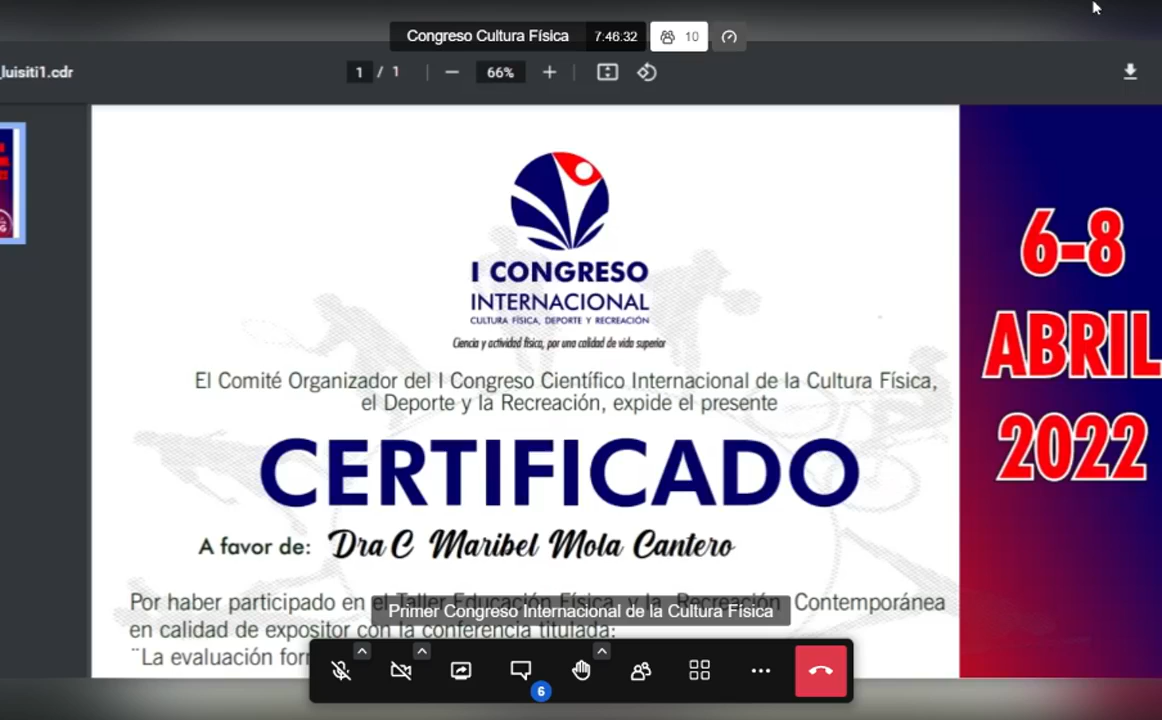 Congreso Cultura Física 7:46:32 10
luisiti1.cdr 1 / 1 66%
I CONGRESO
INTERNACIONAL
CULTURA FÍSICA, DEPORTE Y RECREACIÓN
Ciencia y actividad física, por una calidad de vida superior
El Comité Organizador del I Congreso Científico Internacional de la Cultura Física,
el Deporte y la Recreación, expide el presente
CERTIFICADO
A favor de: Dra C Maribel Mola Cantero
Por haber participado en el Taller Educación Física y la Recreación Contemporánea
en calidad de expositor con la conferencia titulada:
¨La evaluación for
Primer Congreso Internacional de la Cultura Física
6
6-8
ABRIL
2022